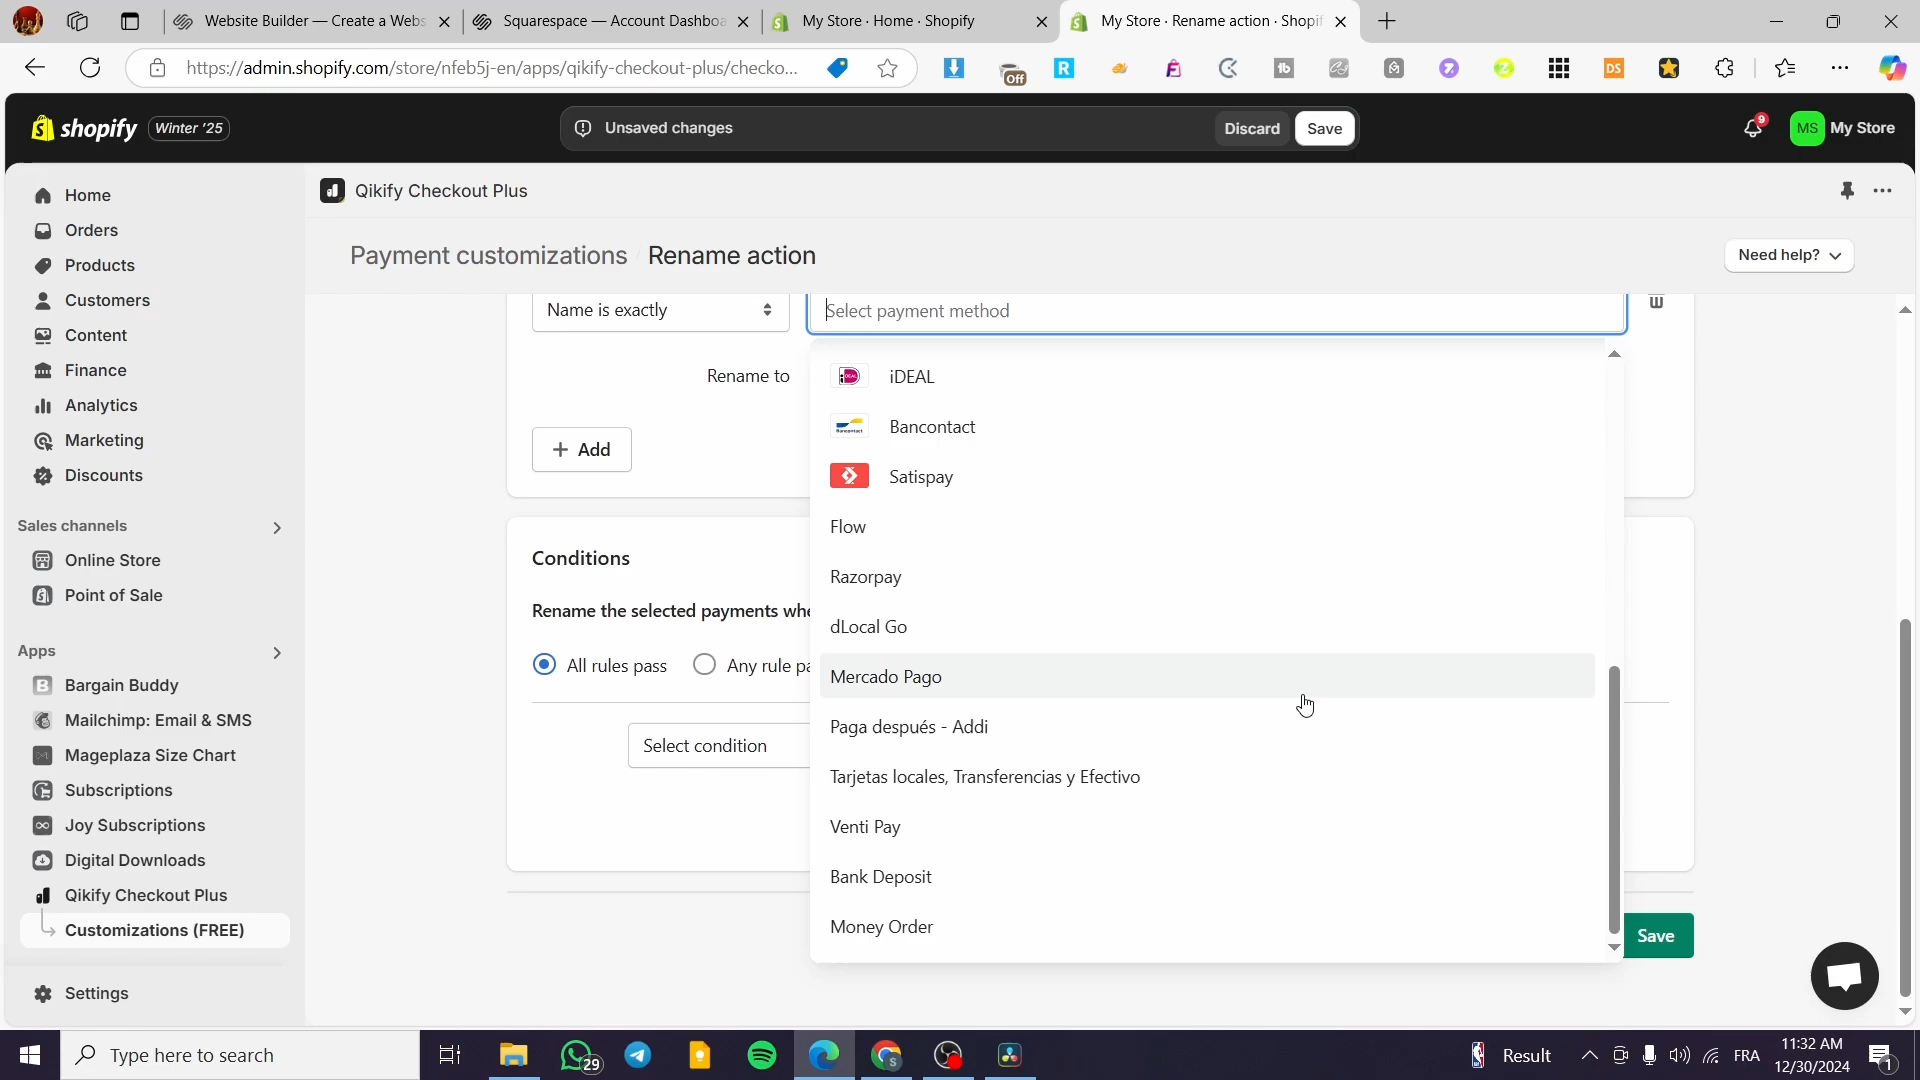 Website Builder — Create a Webs
Squarespace — Account Dashboa
My Store · Home · Shopify
My Store · Rename action · Shopif
https://admin.shopify.com/store/nfeb5j-en/apps/qikify-checkout-plus/checko...
Off
R
tb
DS
shopify
Winter '25
Unsaved changes
Discard
Save
9
MS
My Store
Home
Orders
Products
Customers
Content
Finance
Analytics
Marketing
Discounts
Sales channels
Online Store
Point of Sale
Apps
Bargain Buddy
Mailchimp: Email & SMS
Mageplaza Size Chart
Subscriptions
Joy Subscriptions
Digital Downloads
Qikify Checkout Plus
Customizations (FREE)
Settings
Qikify Checkout Plus
Payment customizations
Rename action
Need help?
Name is exactly
Select payment method
Rename to
+ Add
iDEAL
Bancontact
Satispay
Flow
Razorpay
dLocal Go
Mercado Pago
Paga después - Addi
Tarjetas locales, Transferencias y Efectivo
Venti Pay
Bank Deposit
Money Order
Conditions
Rename the selected payments whe
All rules pass
Any rule pa
Select condition
Save
Type here to search
29
Result
FRA
11:32 AM
12/30/2024
1